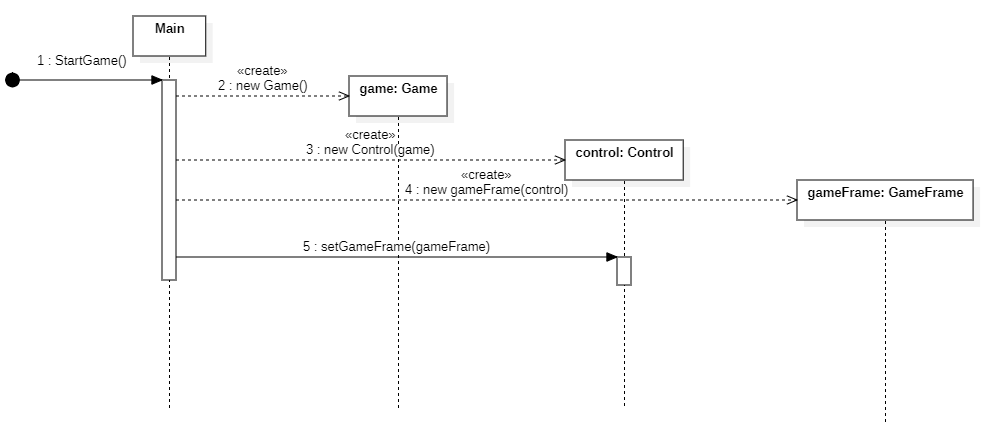 Main
1 : StartGame()
«create»
2 : new Game()
game: Game
«create»
3 : new Control(game)
control: Control
«create»
4 : new gameFrame(control)
gameFrame: GameFrame
5 : setGameFrame(gameFrame)